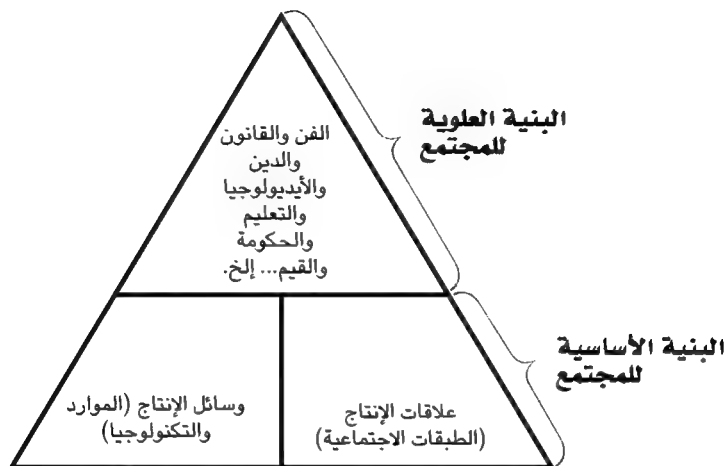 البنية العلوية
للمجتمع
الفن والقانون
والدين
والأيديولوجيا
والتعليم
والحكومة
والقيم... إلخ.
البنية الأساسية
للمجتمع
علاقات الإنتاج
(الطبقات الاجتماعية)
وسائل الإنتاج (الموارد
والتكنولوجيا)